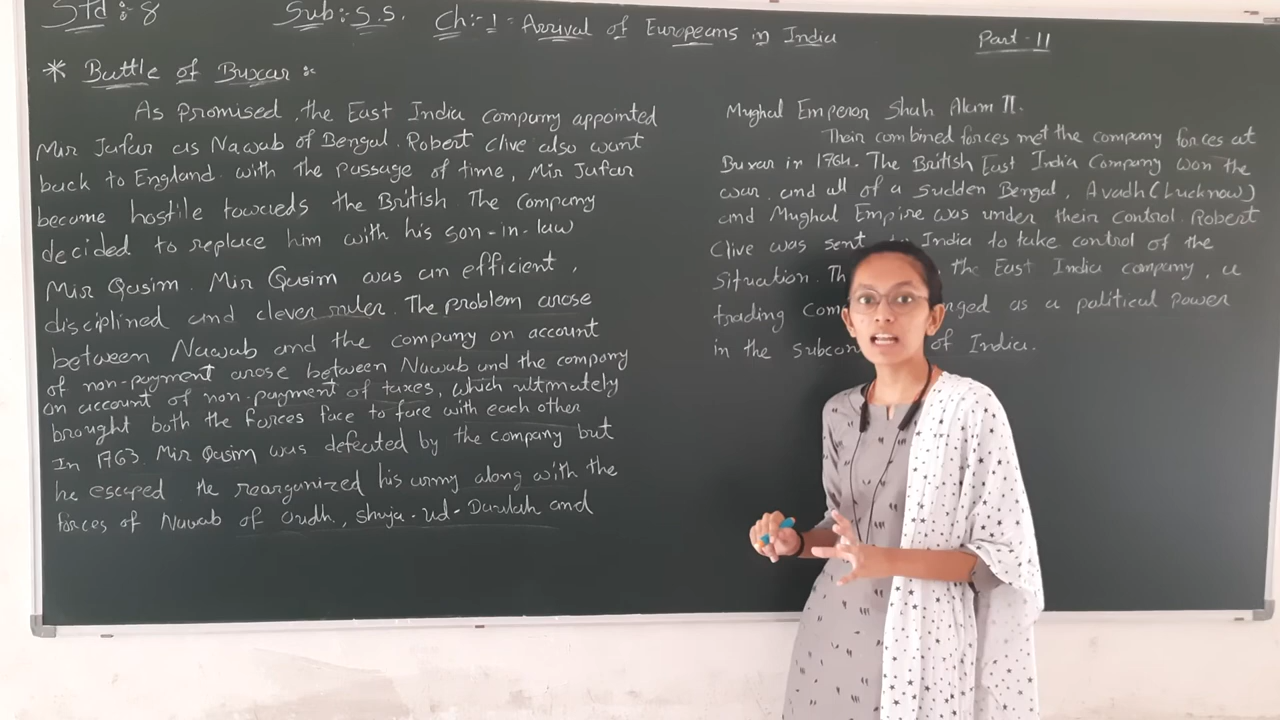 Std :- 8 Sub :- S.S. Ch :- 1 :- Arrival of Europeans in India Part - 11
* Battle of Buxar :-
As promised, the East India Company appointed
Mir Jafar as Nawab of Bengal. Robert Clive also want
back to England. with the passage of time, Mir Jafar
become hostile towards the British. The Company
decided to replace him with his son-in-law
Mir Qasim. Mir Qasim was an efficient,
disciplined and clever ruler. The problem arose
between Nawab and the company on account
of non-payment arose between Nawab and the company
on account of non-payment of taxes, which ultimately
brought both the forces face to face with each other
In 1763. Mir Qasim was defeated by the company but
he escaped He reorganized his army along with the
forces of Nawab of Oudh, Shuja-ud-Daulah and
Mughal Emperor Shah Alam II.
Their combined forces met the company forces at
Buxar in 1764. The British East India Company won the
war and all of a sudden Bengal, Avadh (Lucknow)
and Mughal Empire was under their control. Robert
Clive was sent India to take control of the
Situation. the East India company, a
trading as a political power
in the of India.